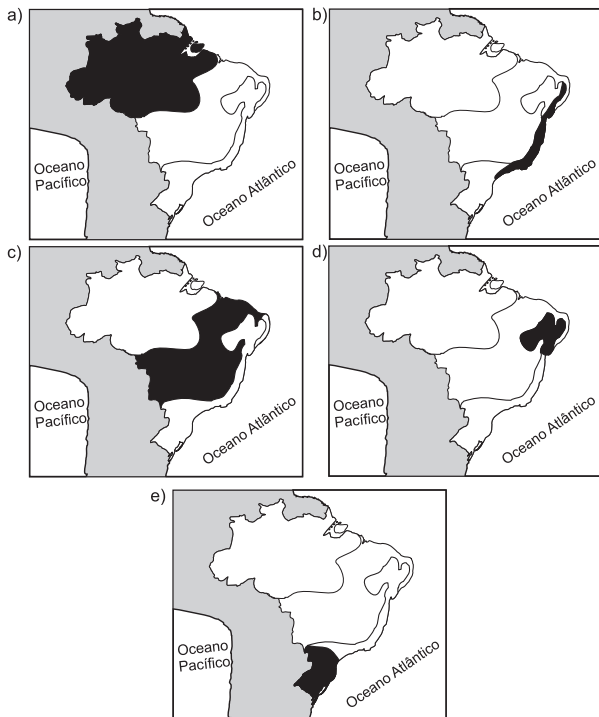 a)
Oceano
Pacífico
Oceano Atlântico
b)
Oceano
Pacífico
Oceano Atlântico
c)
Oceano
Pacífico
Oceano Atlântico
d)
Oceano
Pacífico
Oceano Atlântico
e)
Oceano
Pacífico
Oceano Atlântico